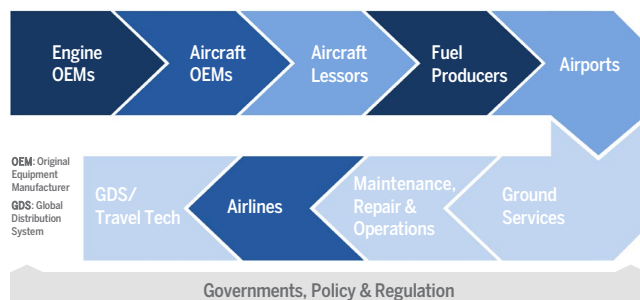 Engine
OEMs
Aircraft
OEMs
Aircraft
Lessors
Fuel
Producers
Airports
OEM: Original
Equipment
Manufacturer
GDS: Global
Distribution
System
GDS/
Travel Tech
Airlines
Maintenance,
Repair &
Operations
Ground
Services
Governments, Policy & Regulation